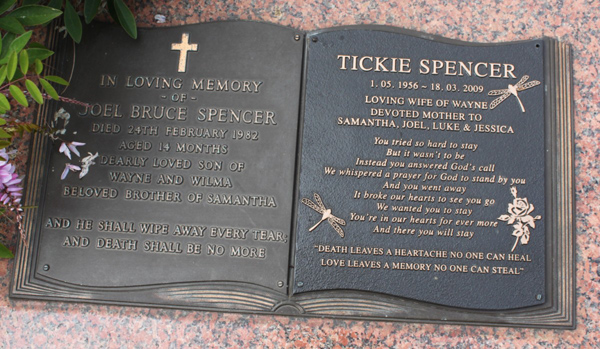 IN LOVING MEMORY
- OF -
JOEL BRUCE SPENCER
DIED 24TH FEBRUARY 1982
AGED 14 MONTHS
DEARLY LOVED SON OF
WAYNE AND WILMA
BELOVED BROTHER OF SAMANTHA
AND HE SHALL WIPE AWAY EVERY TEAR;
AND DEATH SHALL BE NO MORE
TICKIE SPENCER
1. 05. 1956 ~ 18. 03. 2009
LOVING WIFE OF WAYNE
DEVOTED MOTHER TO
SAMANTHA, JOEL, LUKE & JESSICA
You tried so hard to stay
But it wasn't to be
Instead you answered God's call
We whispered a prayer for God to stand by you
And you went away
It broke our hearts to see you go
We wanted you to stay
You're in our hearts for ever more
And there you will stay
"DEATH LEAVES A HEARTACHE NO ONE CAN HEAL
LOVE LEAVES A MEMORY NO ONE CAN STEAL"